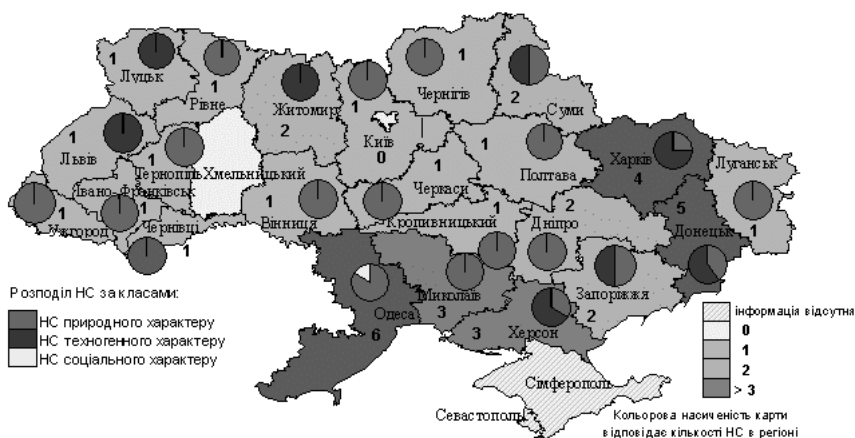 1
Луцьк
1
Рівне
Житомир
2
1
Київ
0
1
Чернігів
2
Суми
1
Львів
1
Тернопіль
Хмельницький
Івано-Франківськ
1
1
Ужгород
Чернівці
1
1
Вінниця
1
Черкаси
1
Полтава
Харків
4
Луганськ
1
5
Донецьк
Кропивницький
1
2
Дніпро
Запоріжжя
2
Миколаїв
3
Одеса
6
Херсон
3
Сімферополь
Севастополь
Розподіл НС за класами:
НС природного характеру
НС техногенного характеру
НС соціального характеру
інформація відсутня
0
1
2
> 3
Кольорова насиченість карти
відповідає кількості НС в регіоні